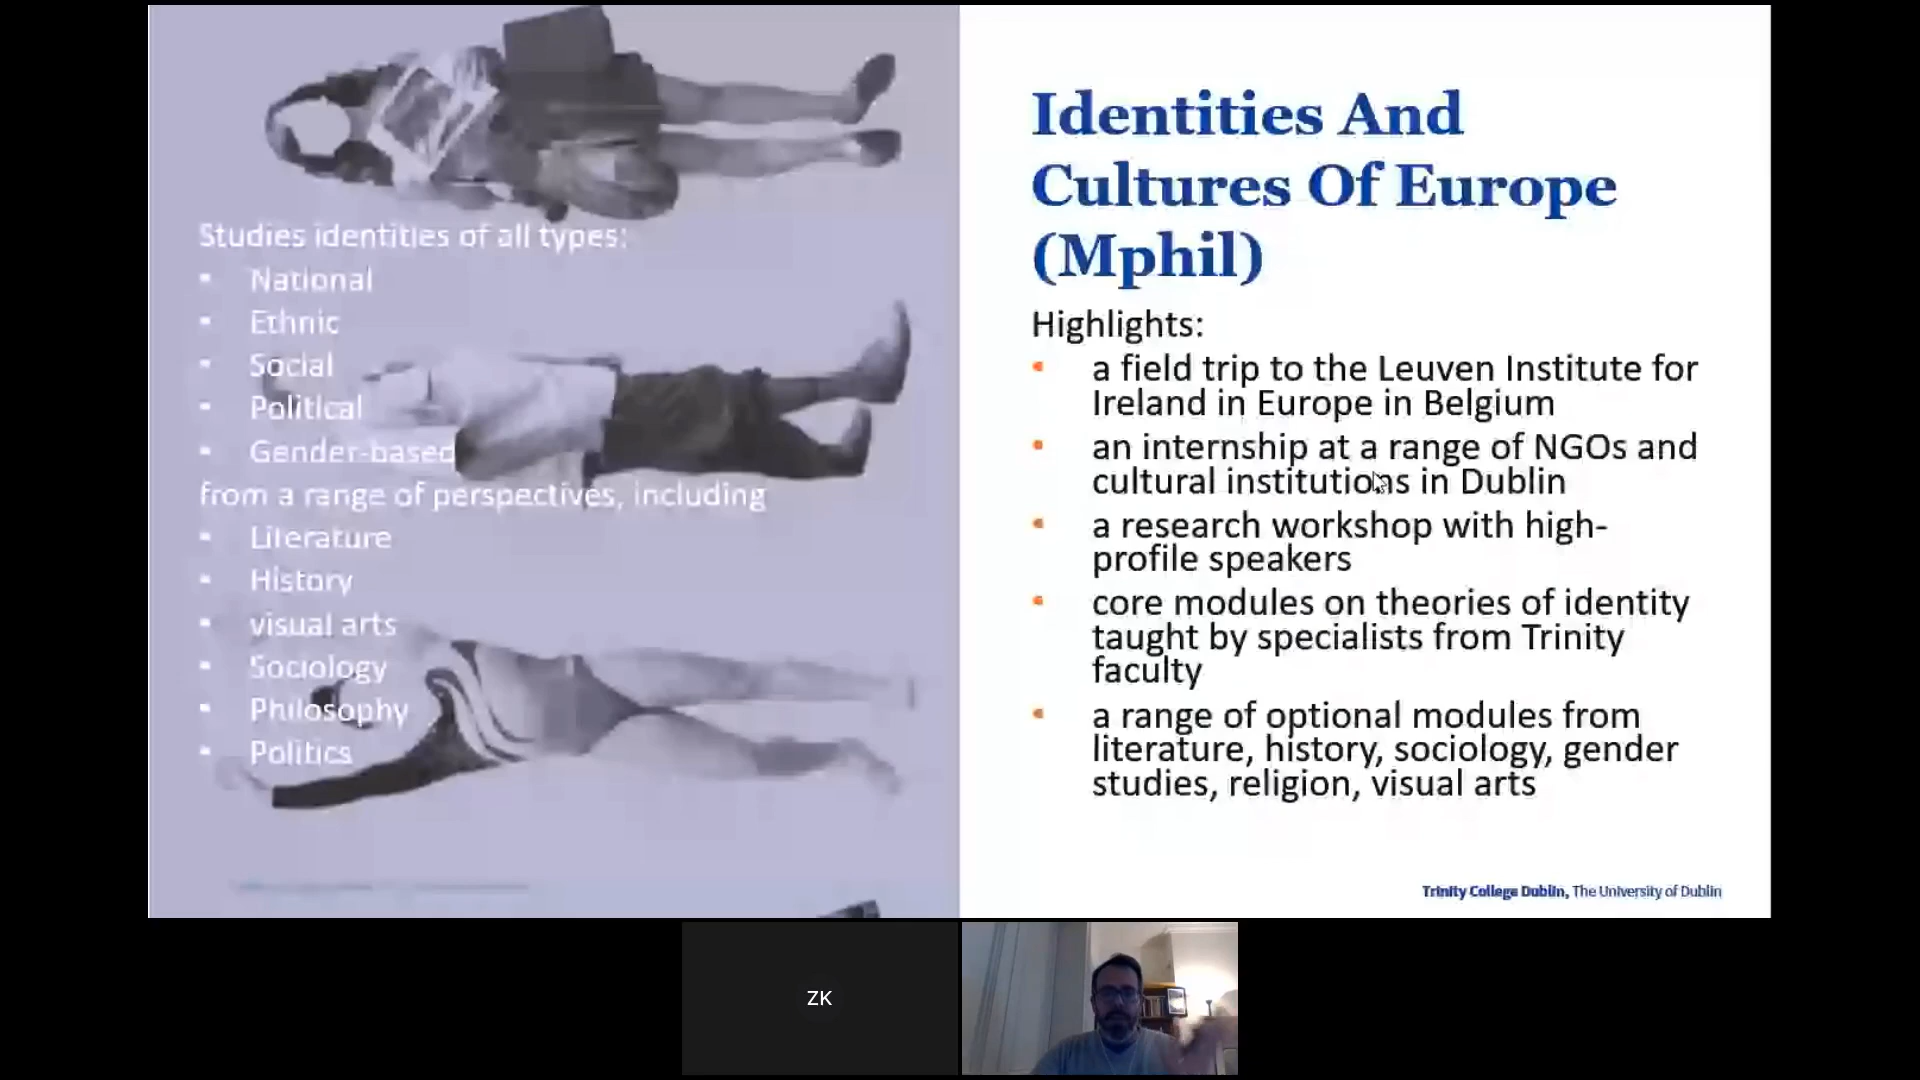 Studies identities of all types:
▪ National
▪ Ethnic
▪ Social
▪ Political
▪ Gender-based
from a range of perspectives, including
▪ Literature
▪ History
▪ visual arts
▪ Sociology
▪ Philosophy
▪ Politics
Identities And
Cultures Of Europe
(Mphil)
Highlights:
• a field trip to the Leuven Institute for
Ireland in Europe in Belgium
• an internship at a range of NGOs and
cultural institutions in Dublin
• a research workshop with high-
profile speakers
• core modules on theories of identity
taught by specialists from Trinity
faculty
• a range of optional modules from
literature, history, sociology, gender
studies, religion, visual arts
Trinity College Dublin, The University of Dublin
ZK